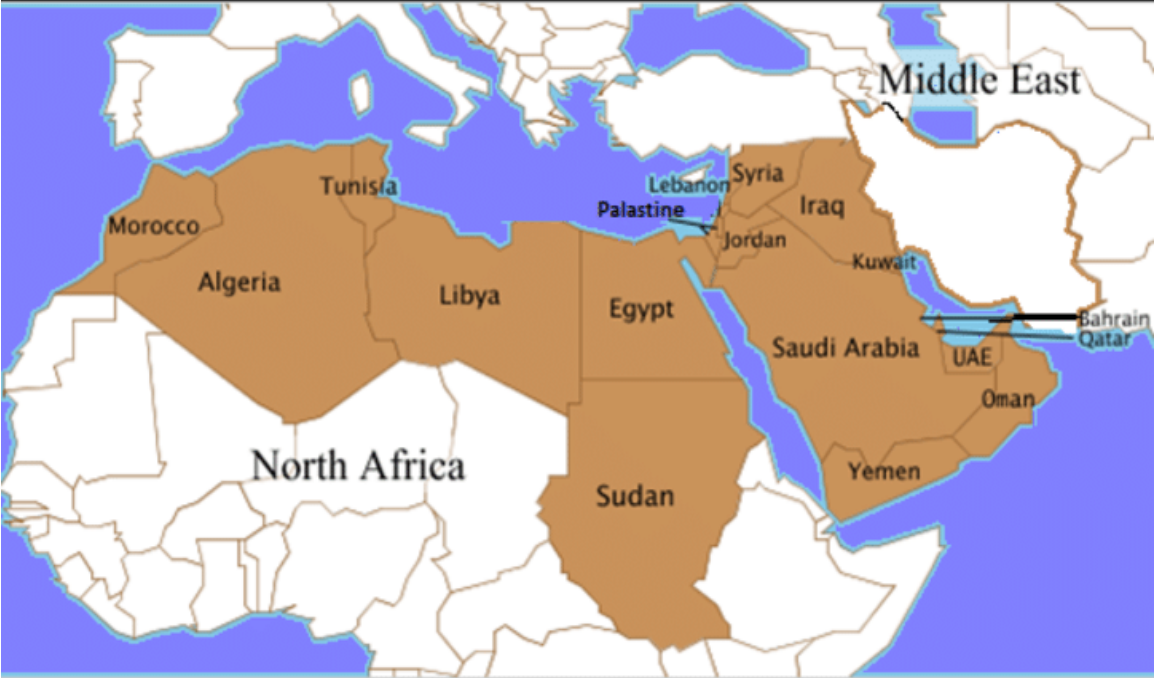 Middle East
Syria
Tunisia
Lebanon
Palastine
Iraq
Morocco
Jordan
Kuwait
Algeria
Libya
Egypt
Bahrain
Qatar
Saudi Arabia
UAE
Oman
North Africa
Yemen
Sudan